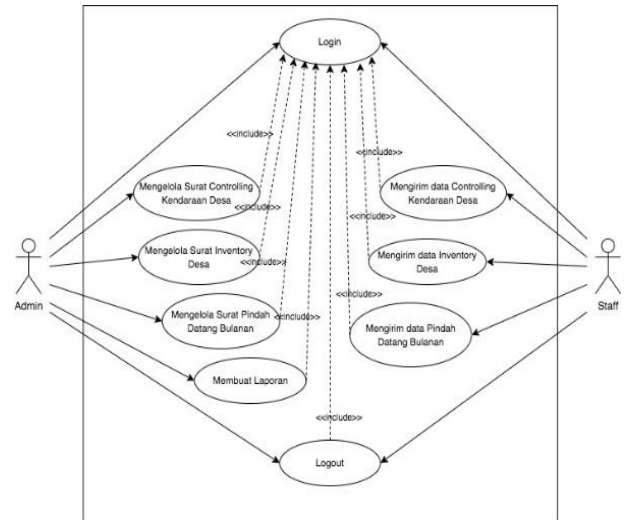 Login
<<include>>
<<include>>
Mengelola Surat Controlling
Kendaraan Desa
Mengirim data Controlling
Kendaraan Desa
<<include>>
<<include>>
Mengelola Surat Inventory
Desa
Mengirim data Inventory
Desa
<<include>>
<<include>>
Admin
Staff
Mengelola Surat Pindah
Datang Bulanan
<<include>>
Mengirim data Pindah
Datang Bulanan
Membuat Laporan
<<include>>
Logout